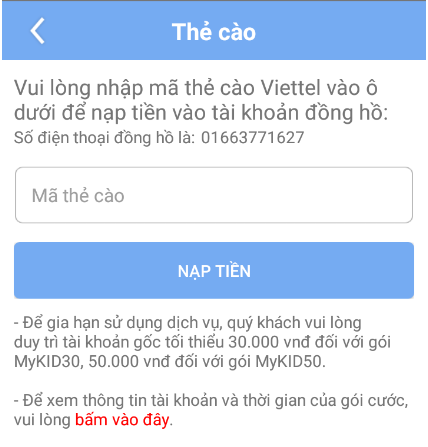 Thẻ cào
Vui lòng nhập mã thẻ cào Viettel vào ô
dưới để nạp tiền vào tài khoản đồng hồ:
Số điện thoại đồng hồ là: 01663771627
Mã thẻ cào
NẠP TIỀN
- Để gia hạn sử dụng dịch vụ, quý khách vui lòng
duy trì tài khoản gốc tối thiểu 30.000 vnđ đối với gói
MyKID30, 50.000 vnđ đối với gói MyKID50.
- Để xem thông tin tài khoản và thời gian của gói cước,
vui lòng bấm vào đây.